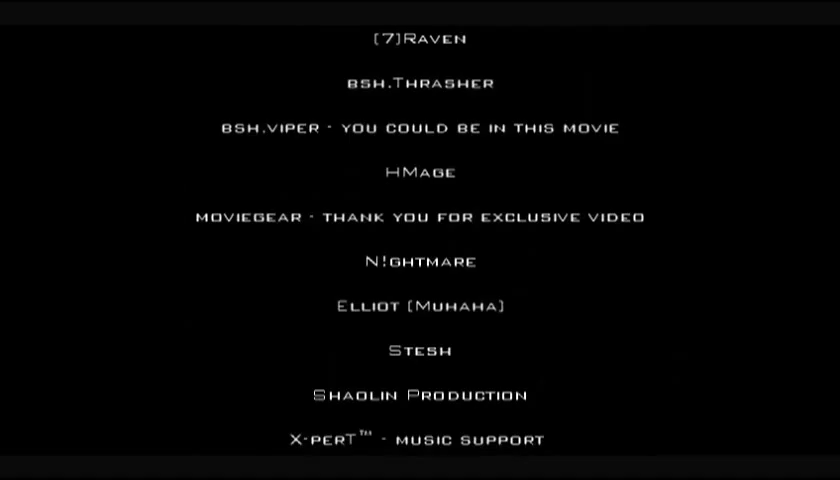 [7]Raven
bsh.Thrasher
bsh.viper - you could be in this movie
HMage
moviegear - thank you for exclusive video
N!ghtmare
Elliot [Muhaha]
Stesh
Shaolin Production
X-perT™ - music support